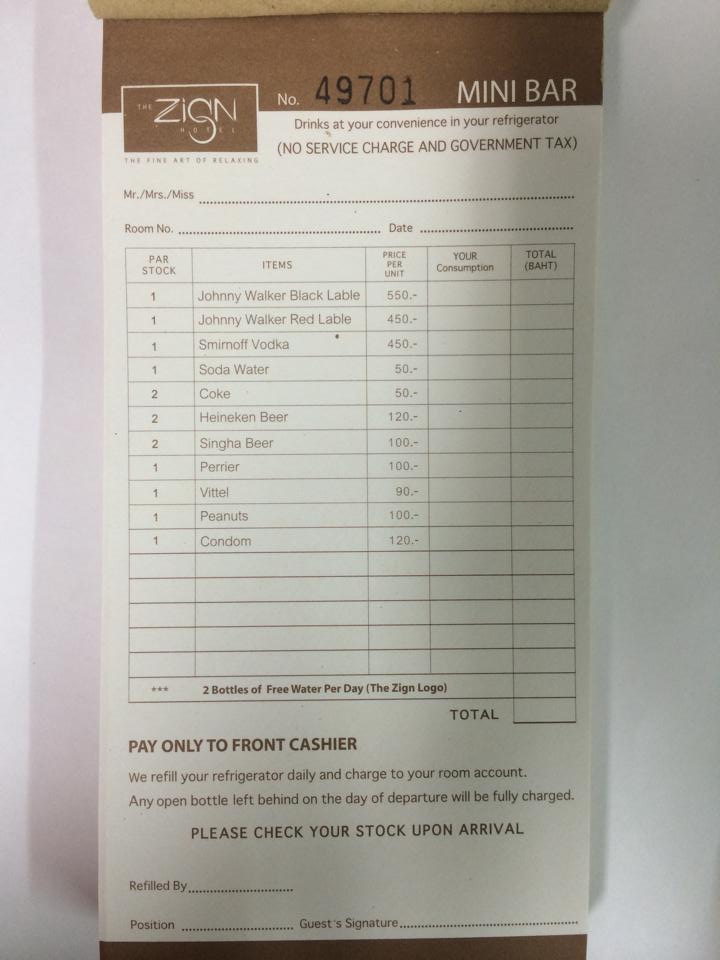 THE ZIGN HOTEL
THE FINE ART OF RELAXING
No. 49701 MINI BAR
Drinks at your convenience in your refrigerator
(NO SERVICE CHARGE AND GOVERNMENT TAX)
Mr./Mrs./Miss
Room No. Date
PAR STOCK ITEMS PRICE PER UNIT YOUR Consumption TOTAL (BAHT)
1 Johnny Walker Black Lable 550.-
1 Johnny Walker Red Lable 450.-
1 Smirnoff Vodka 450.-
1 Soda Water 50.-
2 Coke 50.-
2 Heineken Beer 120.-
2 Singha Beer 100.-
1 Perrier 100.-
1 Vittel 90.-
1 Peanuts 100.-
1 Condom 120.-
*** 2 Bottles of Free Water Per Day (The Zign Logo)
TOTAL
PAY ONLY TO FRONT CASHIER
We refill your refrigerator daily and charge to your room account.
Any open bottle left behind on the day of departure will be fully charged.
PLEASE CHECK YOUR STOCK UPON ARRIVAL
Refilled By
Position Guest's Signature